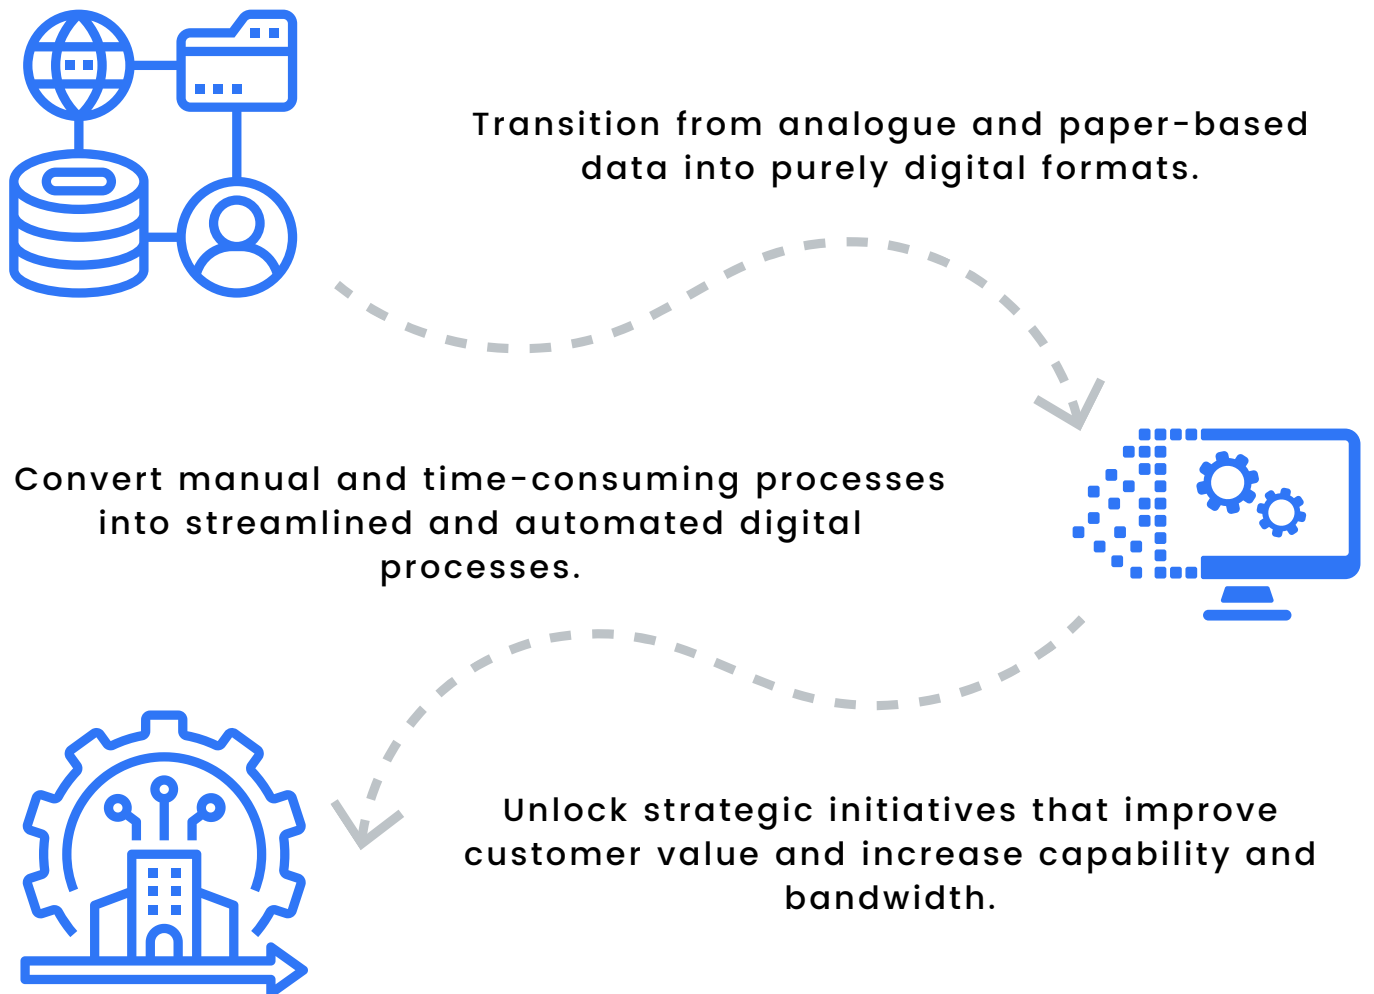 Transition from analogue and paper-based
data into purely digital formats.
Convert manual and time-consuming processes
into streamlined and automated digital
processes.
Unlock strategic initiatives that improve
customer value and increase capability and
bandwidth.